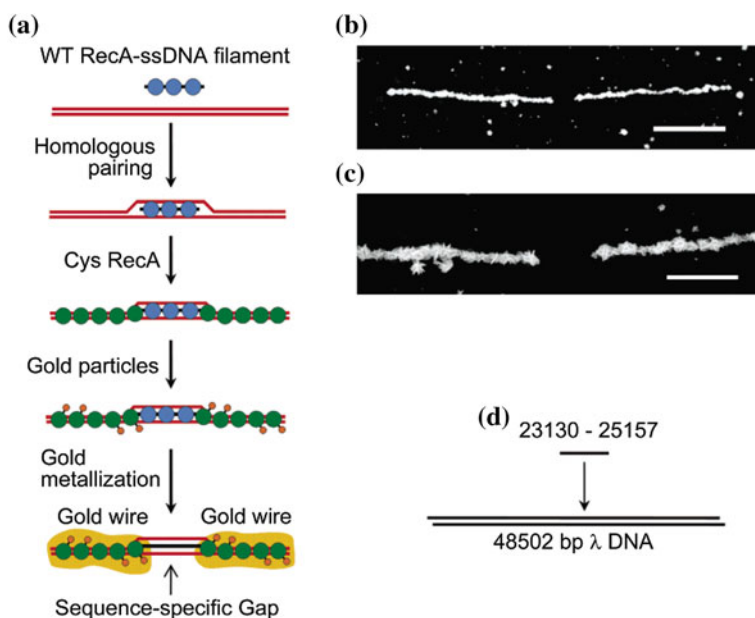 (a)
WT RecA-ssDNA filament
Homologous
pairing
Cys RecA
Gold particles
Gold
metallization
Gold wire
Gold wire
Sequence-specific Gap
(b)
(c)
(d)
23130 - 25157
48502 bp λ DNA